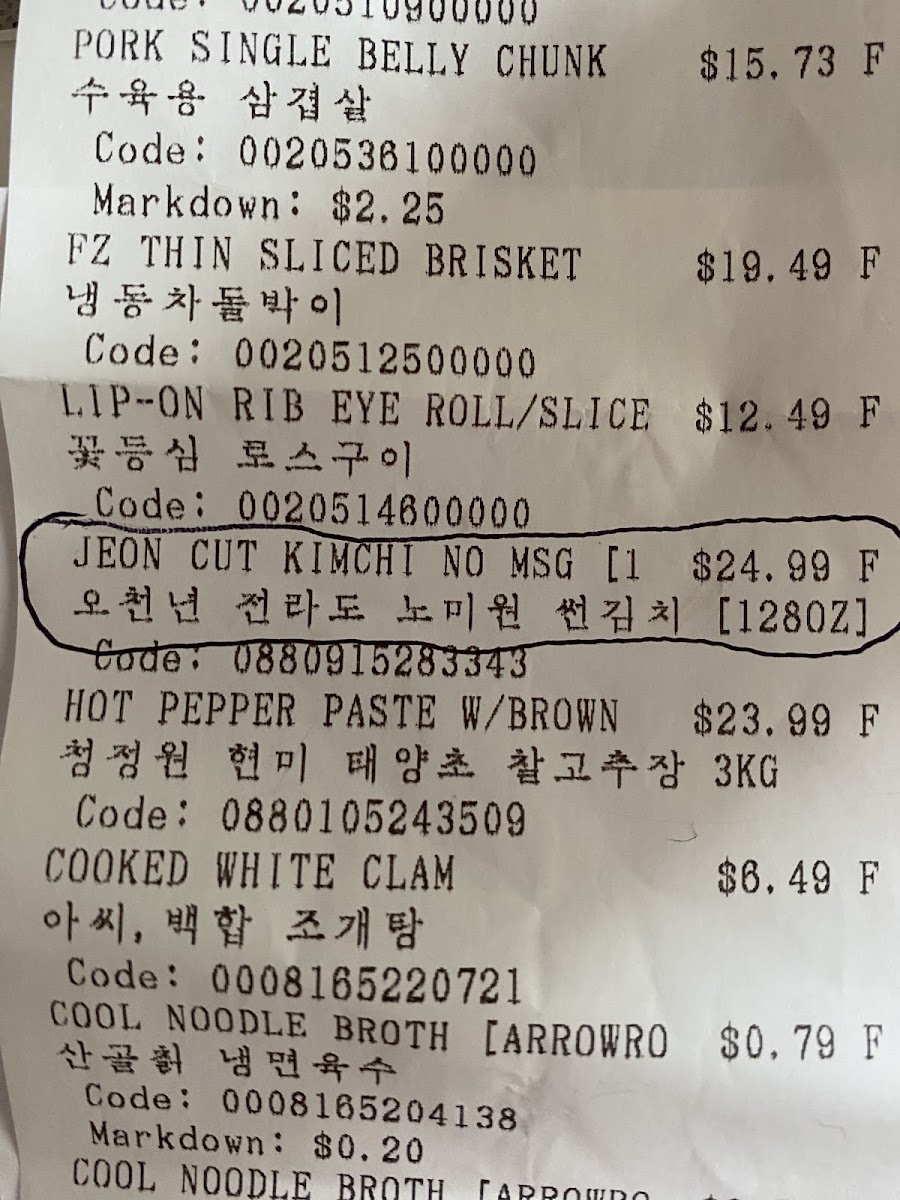 Code: 0020510900000
PORK SINGLE BELLY CHUNK $15.73 F
수육용 삼겹살
Code: 0020536100000
Markdown: $2.25
FZ THIN SLICED BRISKET $19.49 F
냉동차돌박이
Code: 0020512500000
LIP-ON RIB EYE ROLL/SLICE $12.49 F
꽃등심 로스구이
Code: 0020514600000
JEON CUT KIMCHI NO MSG [1 $24.99 F
오천년 전라도 노미원 썬김치 [128OZ]
Code: 0880915283343
HOT PEPPER PASTE W/BROWN $23.99 F
청정원 현미 태양초 찰고추장 3KG
Code: 0880105243509
COOKED WHITE CLAM $6.49 F
아씨,백합 조개탕
Code: 0008165220721
COOL NOODLE BROTH [ARROWRO $0.79 F
산골칡 냉면육수
Code: 0008165204138
Markdown: $0.20
COOL NOODLE BROTH [ARROWRO